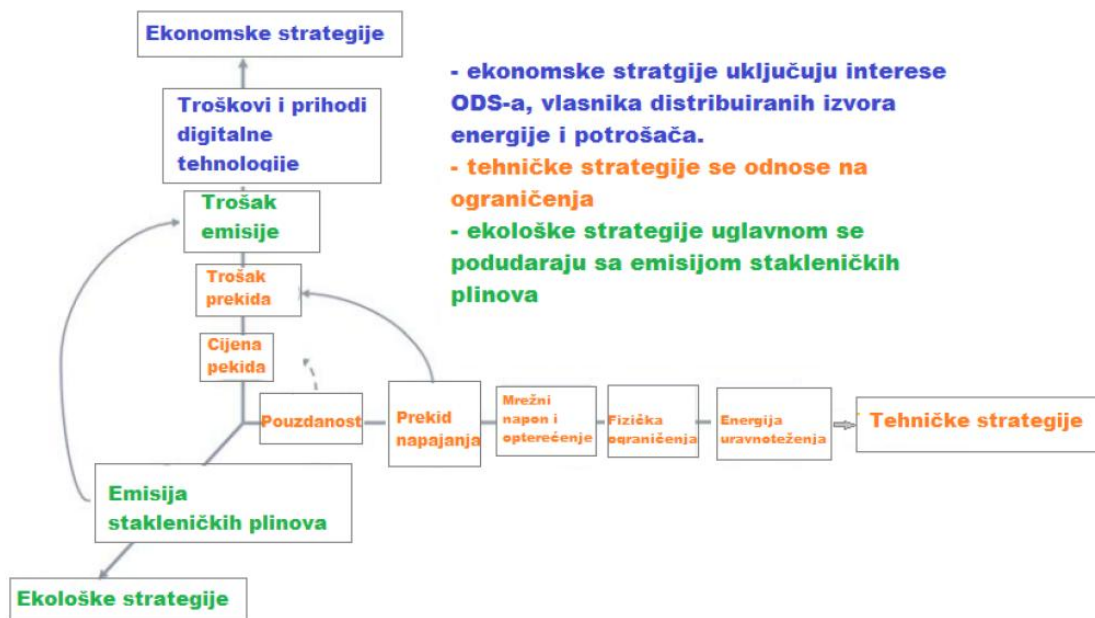 Ekonomske strategije
Troškovi i prihodi
digitalne
tehnologije
Trošak
emisije
Trošak
prekida
Cijena
pekida
Pouzdanost
Prekid
napajanja
Mrežni
napon i
opterećenje
Fizička
ograničenja
Energija
uravnoteženja
Tehničke strategije
Emisija
stakleničkih plinova
Ekološke strategije
- ekonomske stratgije uključuju interese
ODS-a, vlasnika distribuiranih izvora
energije i potrošača.
- tehničke strategije se odnose na
ograničenja
- ekološke strategije uglavnom se
podudaraju sa emisijom stakleničkih
plinova